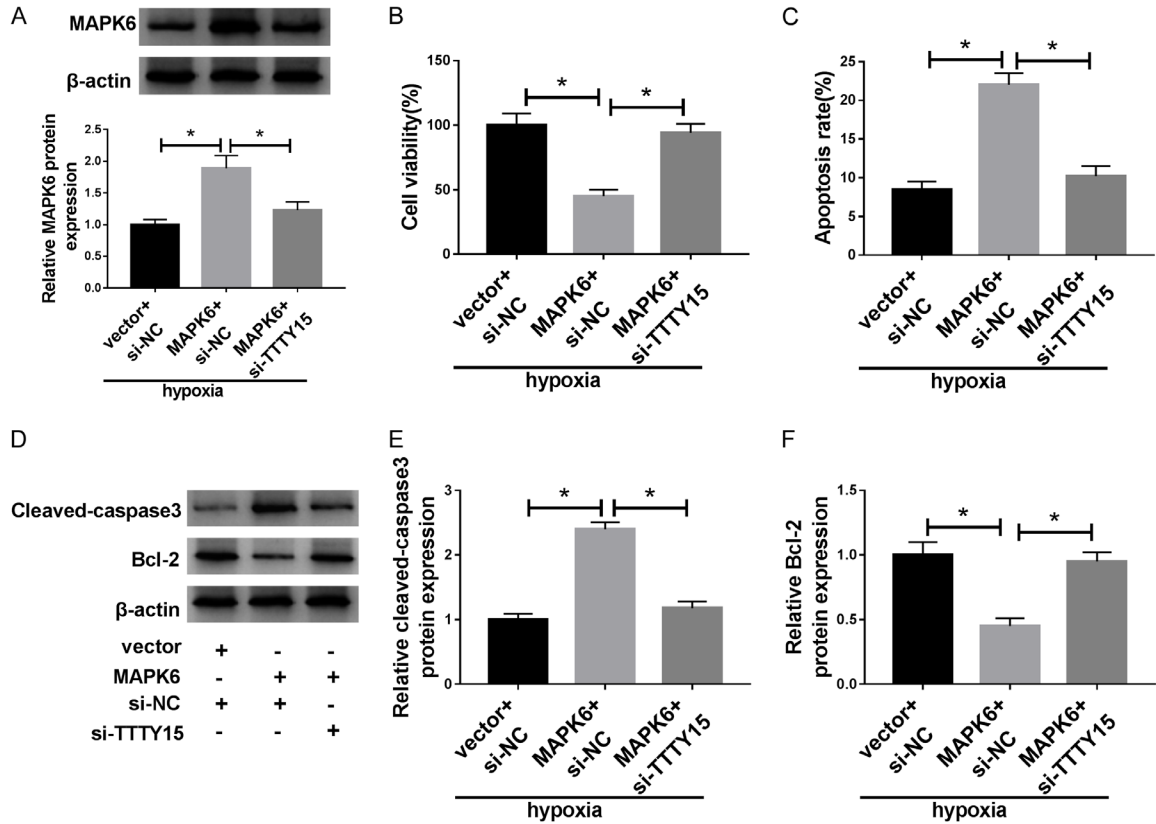 A
MAPK6
β-actin
Relative MAPK6 protein
expression
2.5
2.0
1.5
1.0
0.5
0.0
*
*
vector+
si-NC
MAPK6+
si-NC
MAPK6+
si-TTTY15
hypoxia
B
Cell viability(%)
150
100
50
0
*
*
vector+
si-NC
MAPK6+
si-NC
MAPK6+
si-TTTY15
hypoxia
C
Apoptosis rate(%)
25
20
15
10
5
0
*
*
vector+
si-NC
MAPK6+
si-NC
MAPK6+
si-TTTY15
hypoxia
D
Cleaved-caspase3
Bcl-2
β-actin
vector + - -
MAPK6 - + +
si-NC + + -
si-TTTY15 - - +
E
Relative cleaved-caspase3
protein expression
3
2
1
0
*
*
vector+
si-NC
MAPK6+
si-NC
MAPK6+
si-TTTY15
hypoxia
F
Relative Bcl-2
protein expression
1.5
1.0
0.5
0.0
*
*
vector+
si-NC
MAPK6+
si-NC
MAPK6+
si-TTTY15
hypoxia